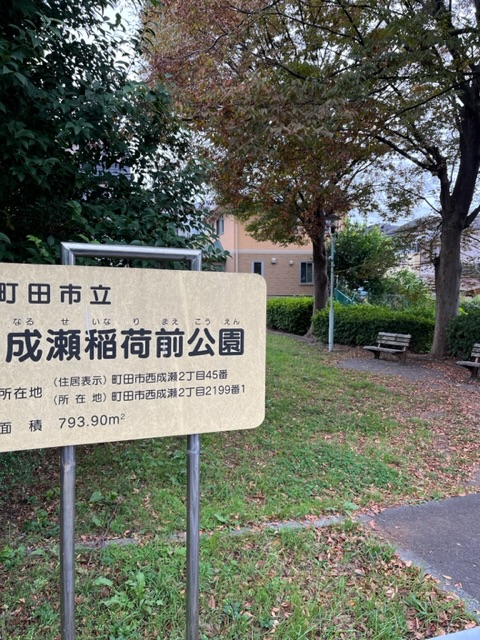 町田市立
なる せ いな り まえ こう えん
成瀬稲荷前公園
所在地 （住居表示）町田市西成瀬2丁目45番
（所 在 地）町田市西成瀬2丁目2199番1
面 積 793.90m²